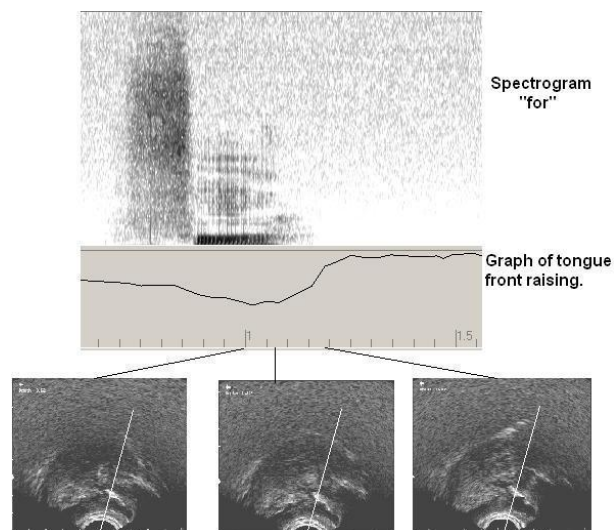 Spectrogram
"for"
Graph of tongue
front raising.
1
1.5